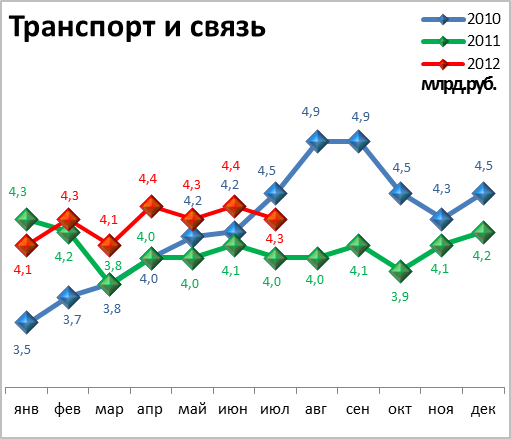 Транспорт и связь
2010
2011
2012
млрд.руб.
4,9 4,9
4,3 4,3 4,4 4,3 4,4 4,5 4,5 4,3 4,5
4,2 4,2
4,1 4,2 4,1 3,8 4,0 4,0 4,0 4,1 4,3 4,0 4,0 4,1 3,9 4,1 4,2
3,5 3,7 3,8
янв фев мар апр май июн июл авг сен окт ноя дек